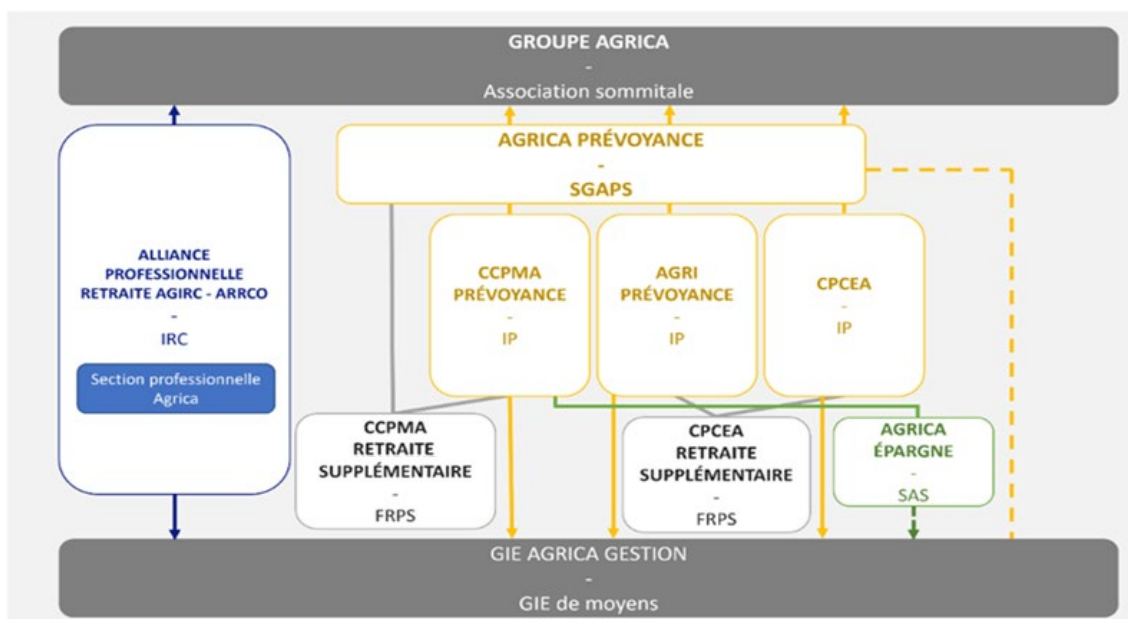 GROUPE AGRICA
-
Association sommitale
AGRICA PRÉVOYANCE
-
SGAPS
ALLIANCE
PROFESSIONNELLE
RETRAITE AGIRC - ARRCO
-
IRC
Section professionnelle
Agrica
CCPMA
PRÉVOYANCE
-
IP
AGRI
PRÉVOYANCE
-
IP
CPCEA
-
IP
CCPMA
RETRAITE
SUPPLÉMENTAIRE
-
FRPS
CPCEA
RETRAITE
SUPPLÉMENTAIRE
-
FRPS
AGRICA
ÉPARGNE
-
SAS
GIE AGRICA GESTION
-
GIE de moyens